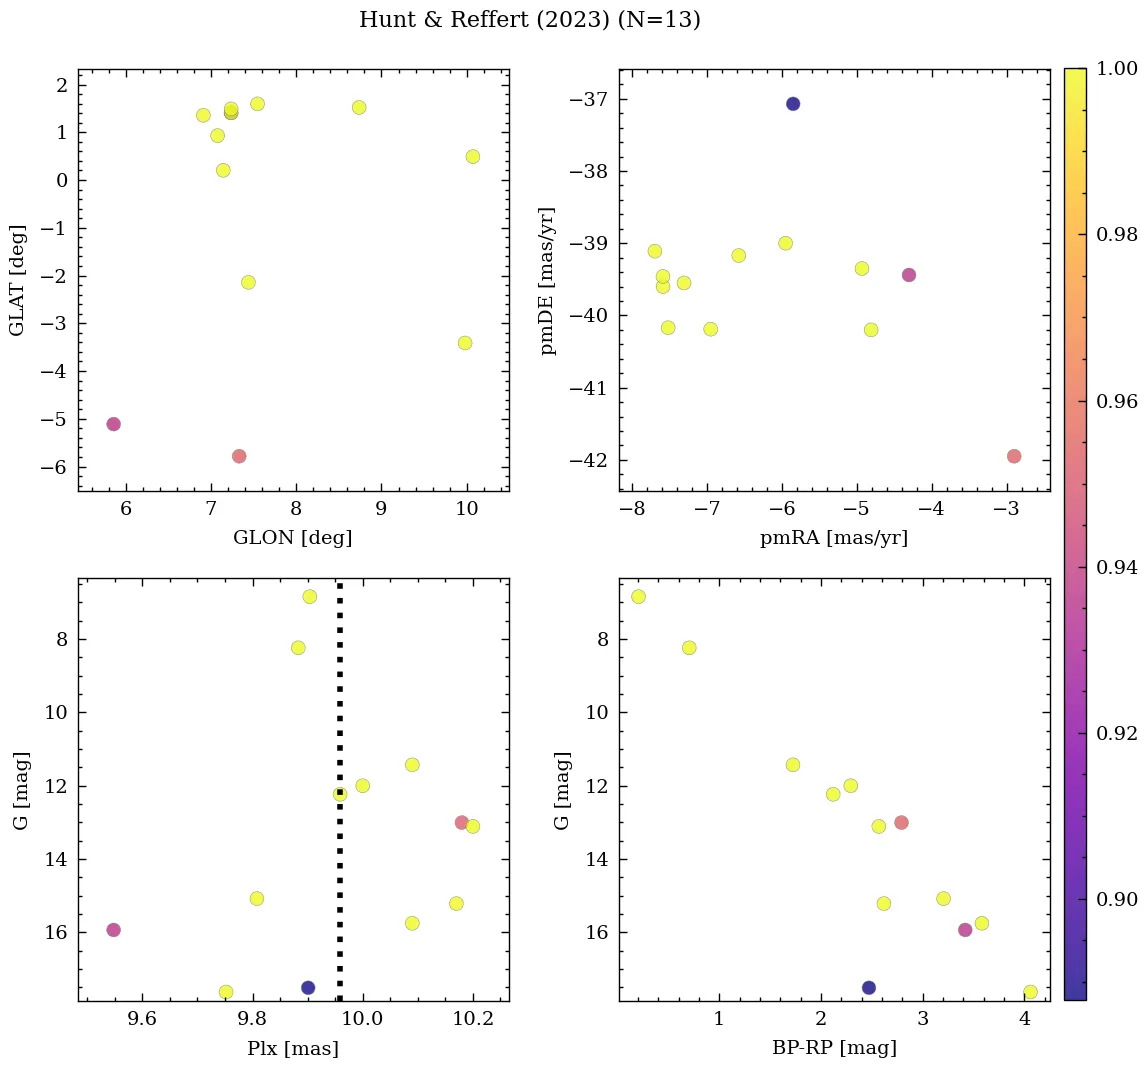 Hunt & Reffert (2023) (N=13)
2
1
0
−1
−2
−3
−4
−5
−6
GLAT [deg]
6 7 8 9 10
GLON [deg]
−37
−38
−39
−40
−41
−42
pmDE [mas/yr]
−8 −7 −6 −5 −4 −3
pmRA [mas/yr]
8
10
12
14
16
G [mag]
9.6 9.8 10.0 10.2
Plx [mas]
8
10
12
14
16
G [mag]
1 2 3 4
BP-RP [mag]
1.00
0.98
0.96
0.94
0.92
0.90